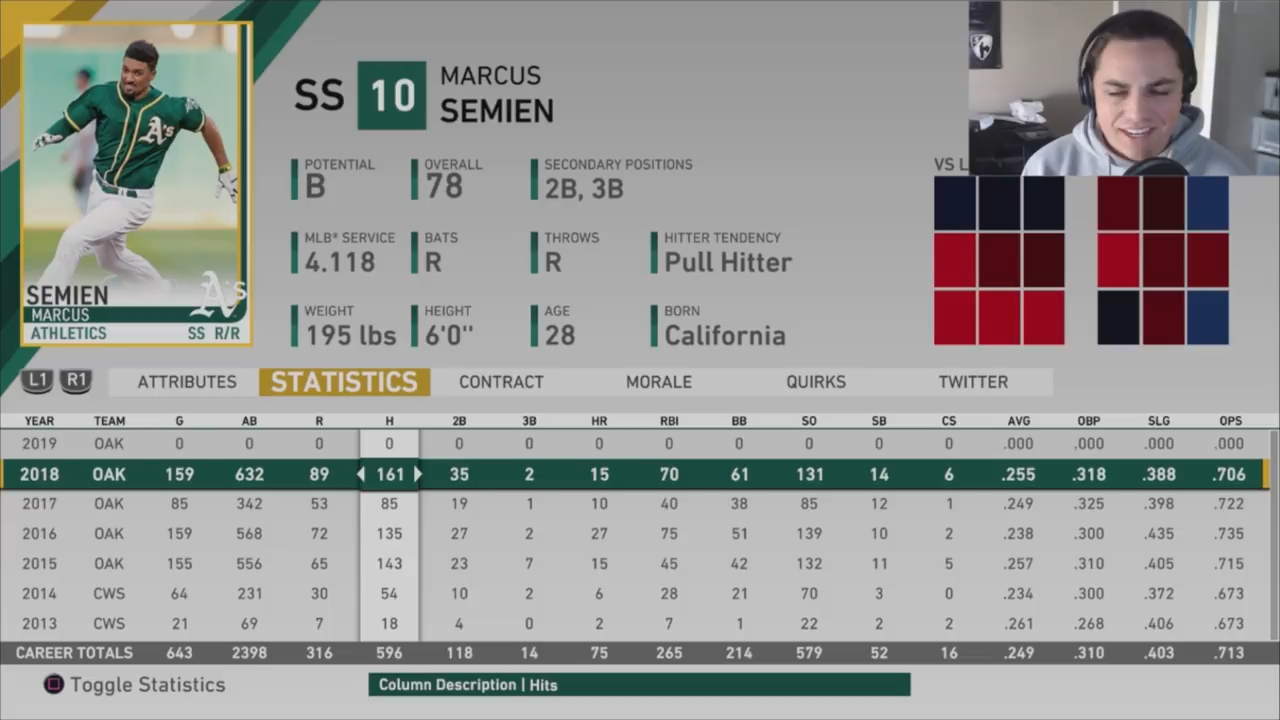 SS 10 MARCUS SEMIEN
POTENTIAL B
OVERALL 78
SECONDARY POSITIONS 2B, 3B
MLB® SERVICE 4.118
BATS R
THROWS R
HITTER TENDENCY Pull Hitter
WEIGHT 195 lbs
HEIGHT 6'0"
AGE 28
BORN California
VS L
A's
SEMIEN
MARCUS
A's
ATHLETICS SS R/R
L1 R1 ATTRIBUTES STATISTICS CONTRACT MORALE QUIRKS TWITTER
YEAR TEAM G AB R H 2B 3B HR RBI BB SO SB CS AVG OBP SLG OPS
2019 OAK 0 0 0 0 0 0 0 0 0 0 0 0 .000 .000 .000 .000
2018 OAK 159 632 89 161 35 2 15 70 61 131 14 6 .255 .318 .388 .706
2017 OAK 85 342 53 85 19 1 10 40 38 85 12 1 .249 .325 .398 .722
2016 OAK 159 568 72 135 27 2 27 75 51 139 10 2 .238 .300 .435 .735
2015 OAK 155 556 65 143 23 7 15 45 42 132 11 5 .257 .310 .405 .715
2014 CWS 64 231 30 54 10 2 6 28 21 70 3 0 .234 .300 .372 .673
2013 CWS 21 69 7 18 4 0 2 7 1 22 2 2 .261 .268 .406 .673
CAREER TOTALS 643 2398 316 596 118 14 75 265 214 579 52 16 .249 .310 .403 .713
Toggle Statistics
Column Description | Hits